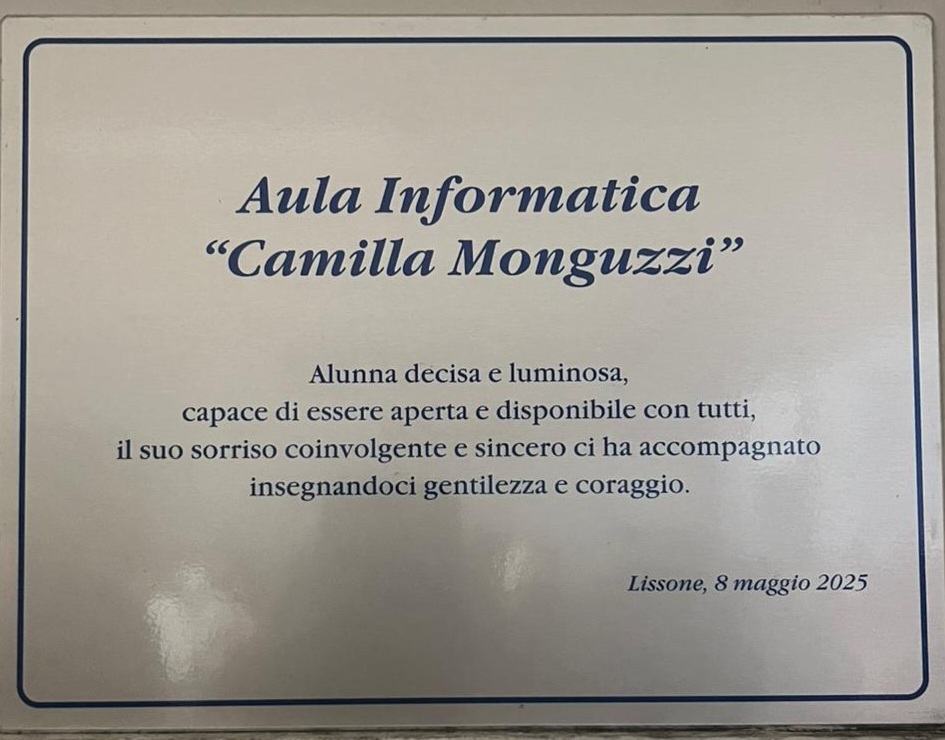 Aula Informatica
“Camilla Monguzzi”
Alunna decisa e luminosa,
capace di essere aperta e disponibile con tutti,
il suo sorriso coinvolgente e sincero ci ha accompagnato
insegnandoci gentilezza e coraggio.
Lissone, 8 maggio 2025